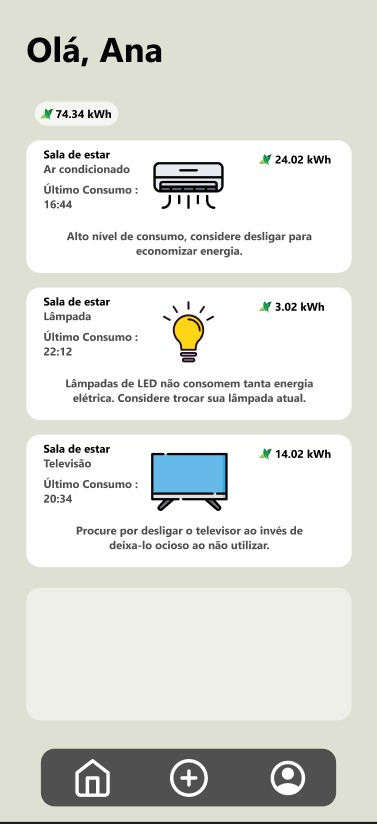 Olá, Ana
74.34 kWh
Sala de estar
Ar condicionado
Último Consumo :
16:44
24.02 kWh
Alto nível de consumo, considere desligar para
economizar energia.
Sala de estar
Lâmpada
Último Consumo :
22:12
3.02 kWh
Lâmpadas de LED não consomem tanta energia
elétrica. Considere trocar sua lâmpada atual.
Sala de estar
Televisão
Último Consumo :
20:34
14.02 kWh
Procure por desligar o televisor ao invés de
deixa-lo ocioso ao não utilizar.